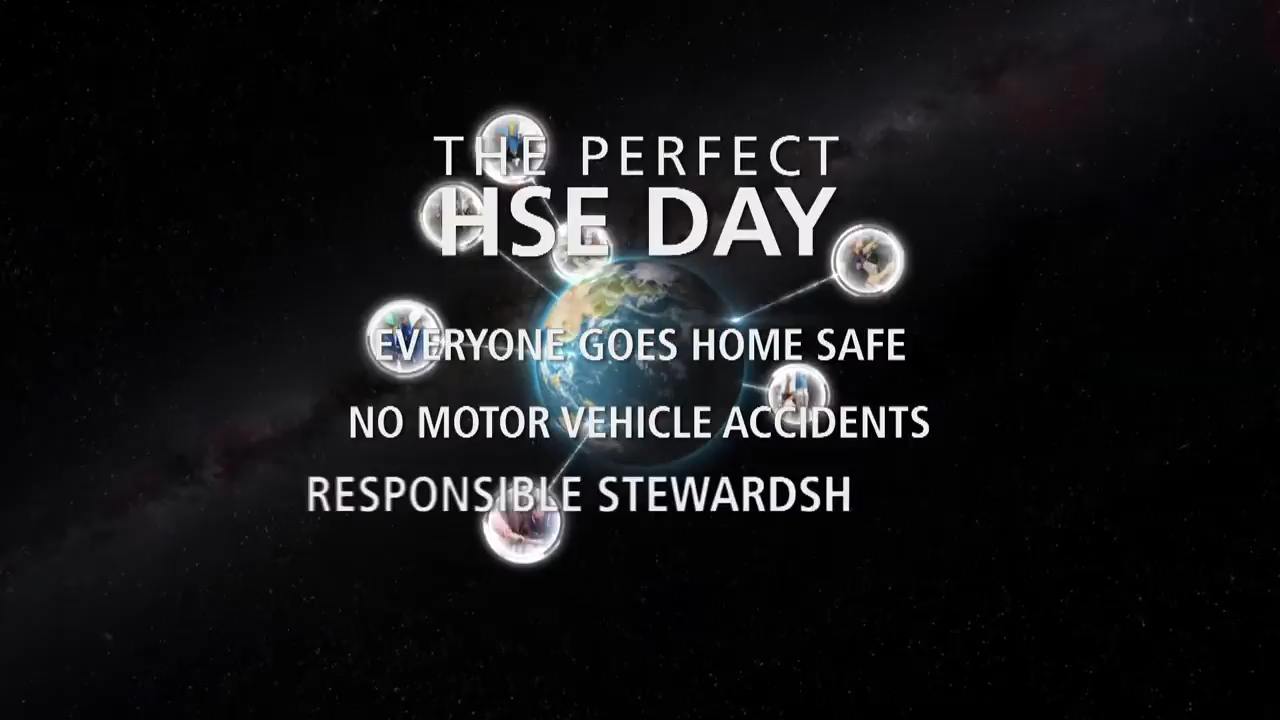 THE PERFECT
HSE DAY
EVERYONE GOES HOME SAFE
NO MOTOR VEHICLE ACCIDENTS
RESPONSIBLE STEWARDSH